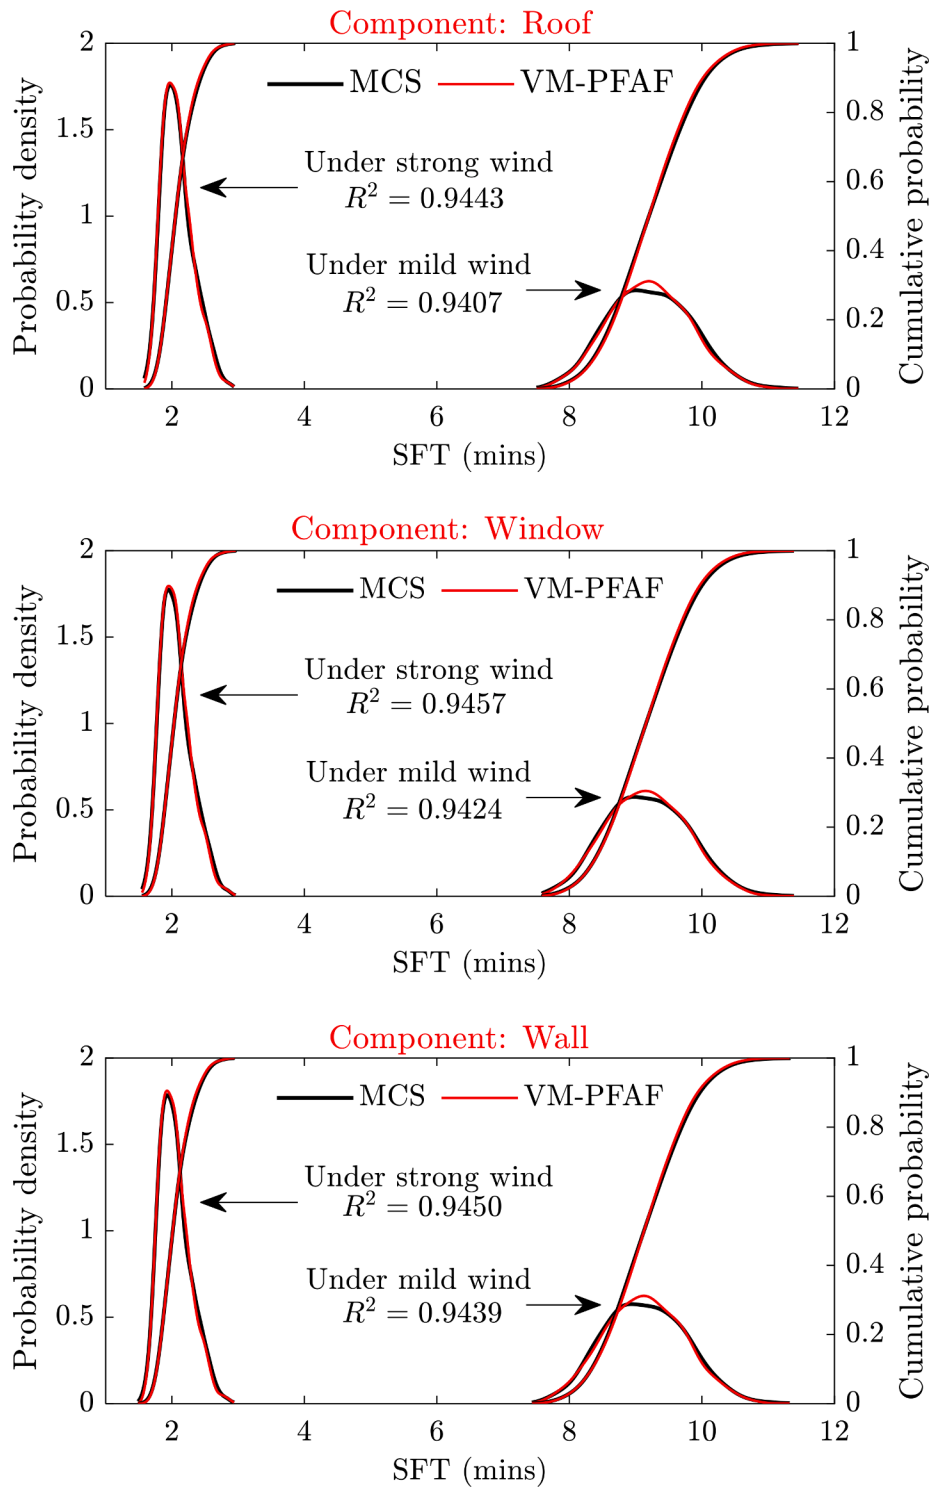 Component: Roof
2
1
MCS
VM-PFAF
0.8
1.5
Under strong wind
R² = 0.9443
0.6
1
Probability density
Cumulative probability
0.4
Under mild wind
R² = 0.9407
0.5
0.2
0
0
2
4
6
8
10
12
SFT (mins)
Component: Window
2
1
MCS
VM-PFAF
0.8
1.5
Under strong wind
R² = 0.9457
0.6
1
Probability density
Cumulative probability
0.4
Under mild wind
R² = 0.9424
0.5
0.2
0
0
2
4
6
8
10
12
SFT (mins)
Component: Wall
2
1
MCS
VM-PFAF
0.8
1.5
Under strong wind
R² = 0.9450
0.6
1
Probability density
Cumulative probability
0.4
Under mild wind
R² = 0.9439
0.5
0.2
0
0
2
4
6
8
10
12
SFT (mins)